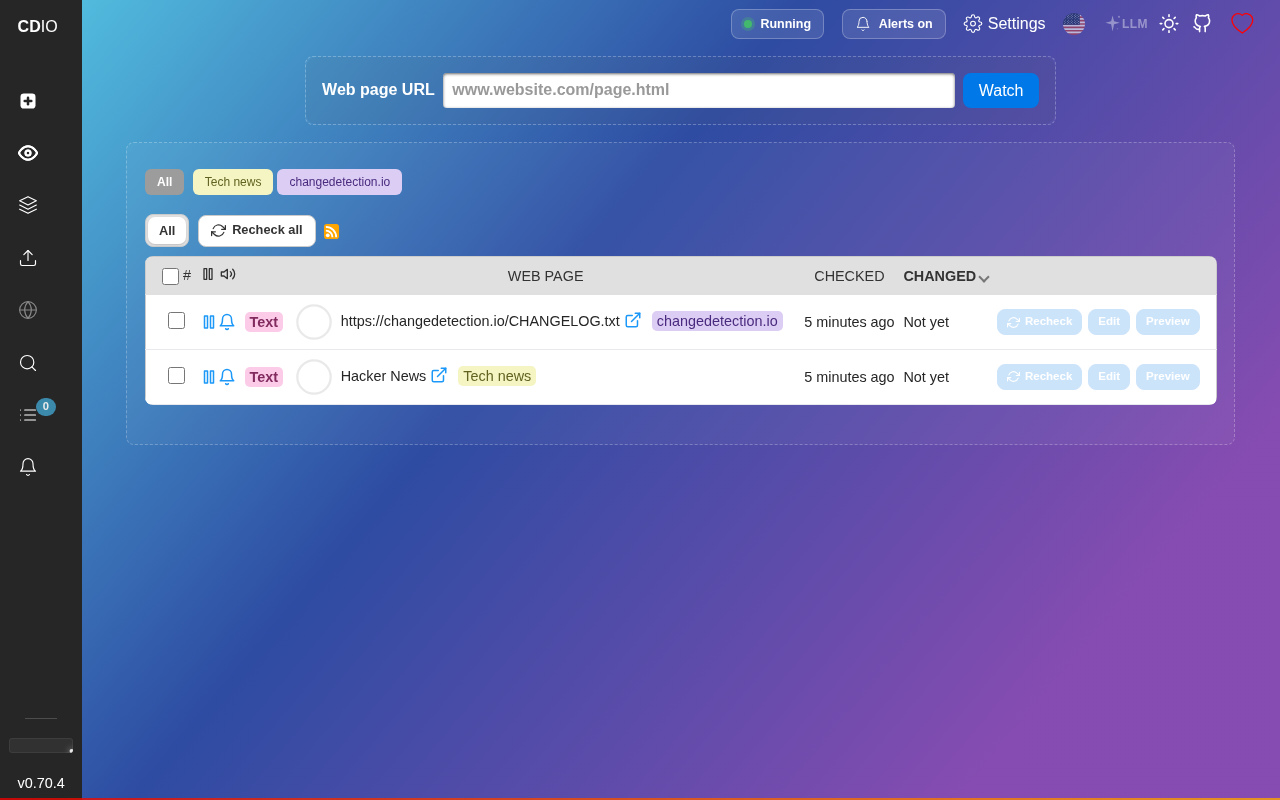 CDIO
Running
Alerts on
Settings
LLM
Web page URL
www.website.com/page.html
Watch
All
Tech news
changedetection.io
All
Recheck all
#
WEB PAGE
CHECKED
CHANGED
Text
https://changedetection.io/CHANGELOG.txt
changedetection.io
5 minutes ago
Not yet
Recheck
Edit
Preview
Text
Hacker News
Tech news
5 minutes ago
Not yet
Recheck
Edit
Preview
0
v0.70.4